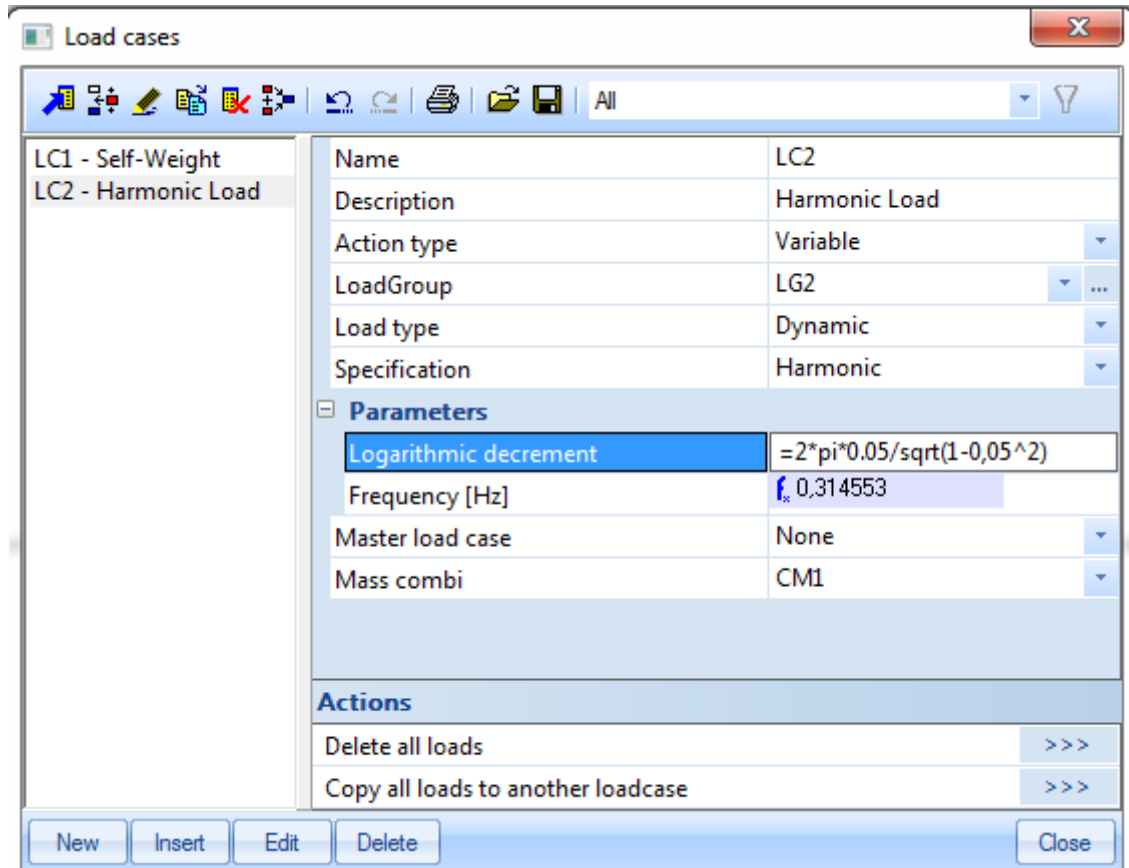 Load cases
All
LC1 - Self-Weight
LC2 - Harmonic Load
Name LC2
Description Harmonic Load
Action type Variable
LoadGroup LG2 ...
Load type Dynamic
Specification Harmonic
Parameters
Logarithmic decrement =2*pi*0.05/sqrt(1-0,05^2)
Frequency [Hz] fx 0,314553
Master load case None
Mass combi CM1
Actions
Delete all loads >>>
Copy all loads to another loadcase >>>
New Insert Edit Delete Close